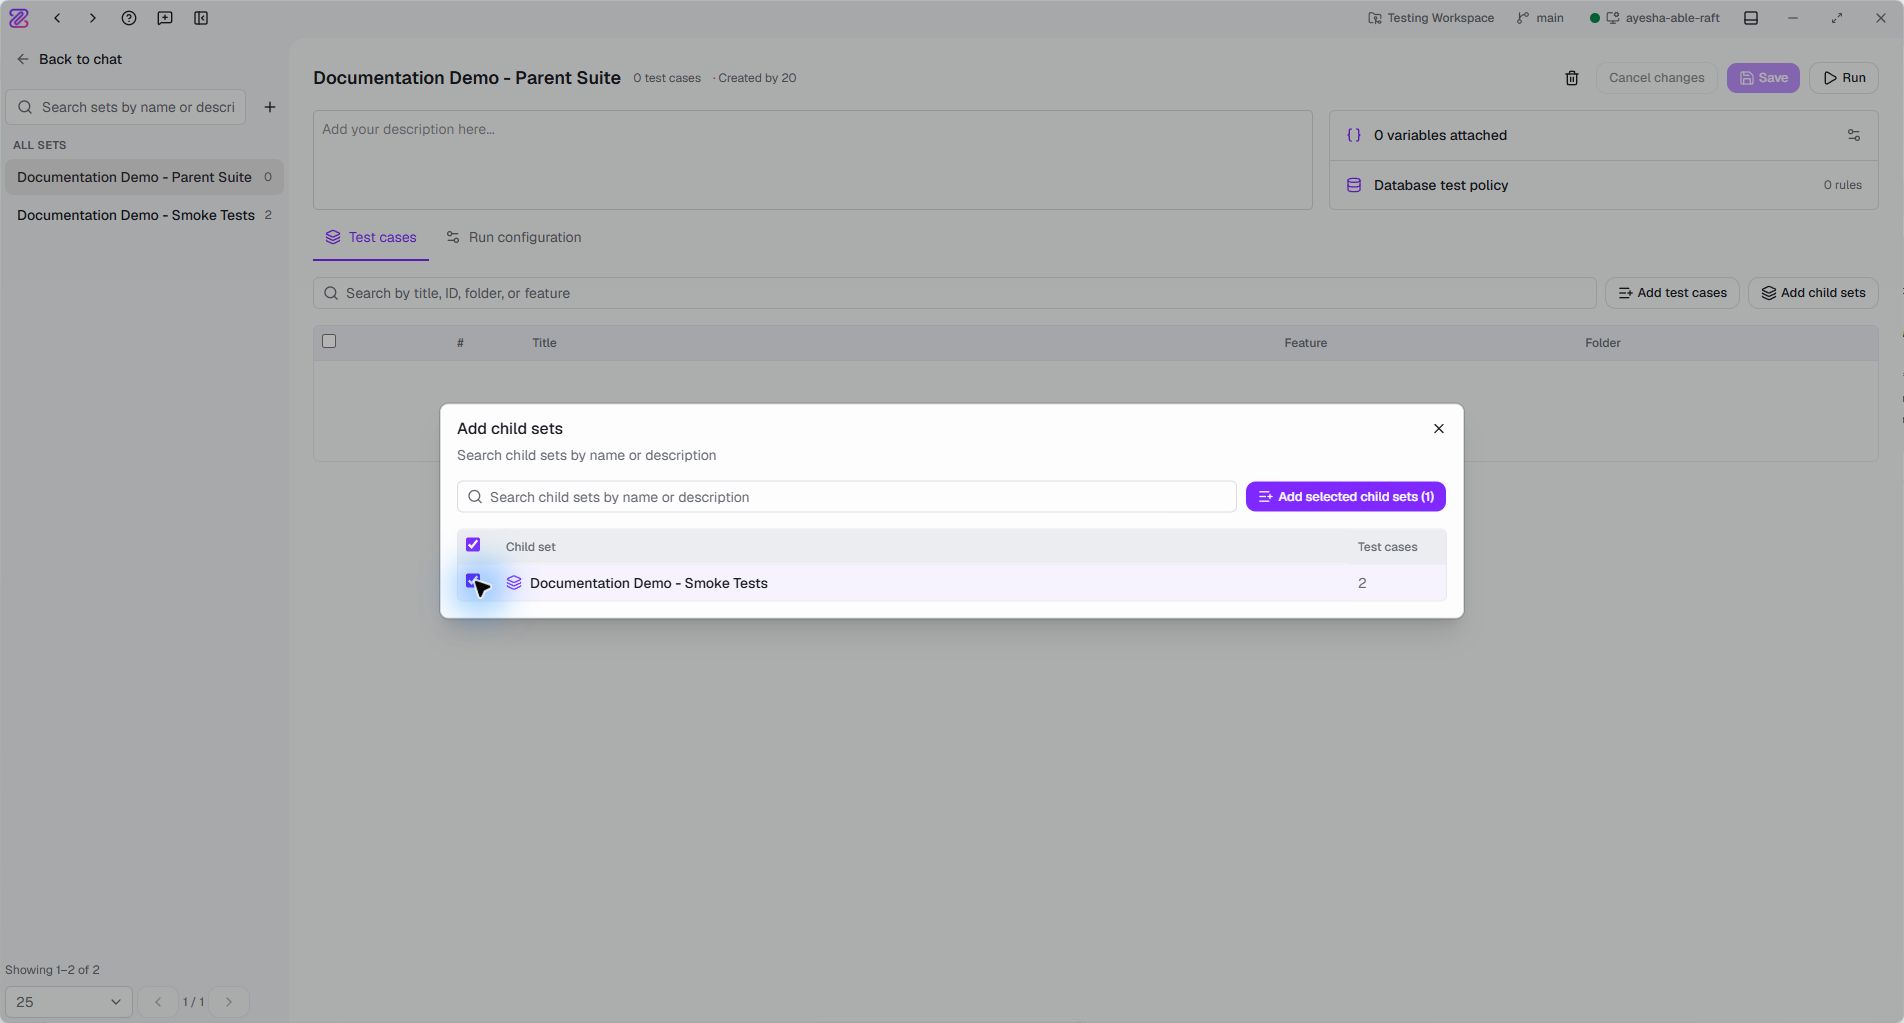 Testing Workspace
main
ayesha-able-raft
Back to chat
Search sets by name or descri
ALL SETS
Documentation Demo - Parent Suite 0
Documentation Demo - Smoke Tests 2
Showing 1–2 of 2
25
1 / 1
Documentation Demo - Parent Suite 0 test cases · Created by 20
Cancel changes
Save
Run
Add your description here...
0 variables attached
Database test policy 0 rules
Test cases
Run configuration
Search by title, ID, folder, or feature
Add test cases
Add child sets
# Title Feature Folder
Add child sets
Search child sets by name or description
Search child sets by name or description
Add selected child sets (1)
Child set Test cases
Documentation Demo - Smoke Tests 2